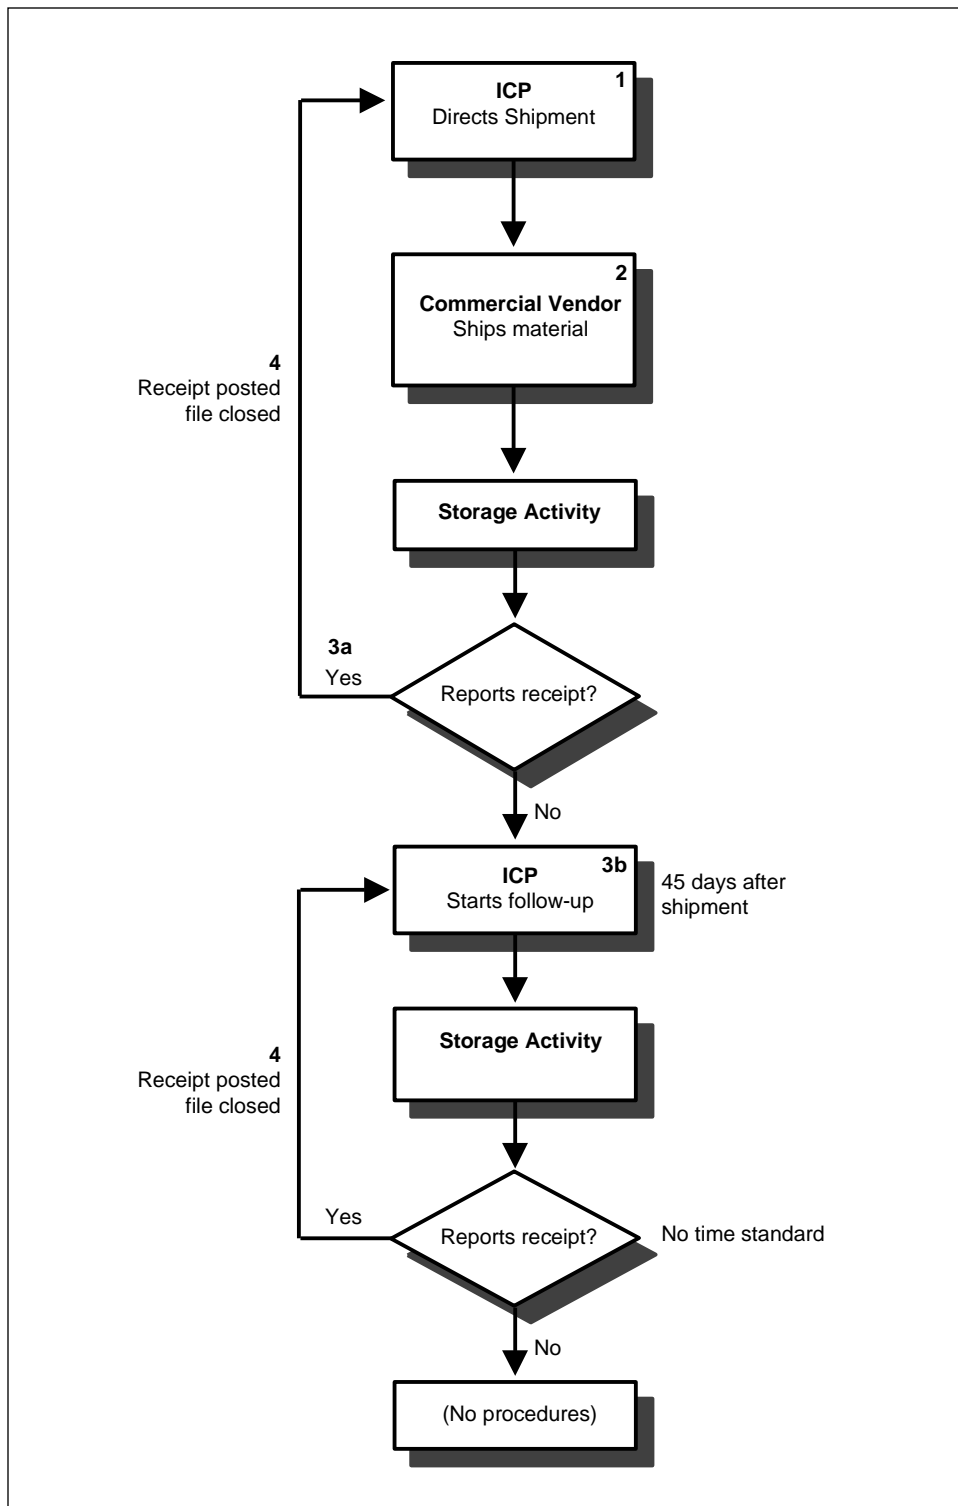 1
ICP
Directs Shipment
2
Commercial Vendor
Ships material
4
Receipt posted
file closed
Storage Activity
3a
Yes
Reports receipt?
No
3b
ICP
Starts follow-up
45 days after
shipment
Storage Activity
4
Receipt posted
file closed
Yes
Reports receipt?
No time standard
No
(No procedures)